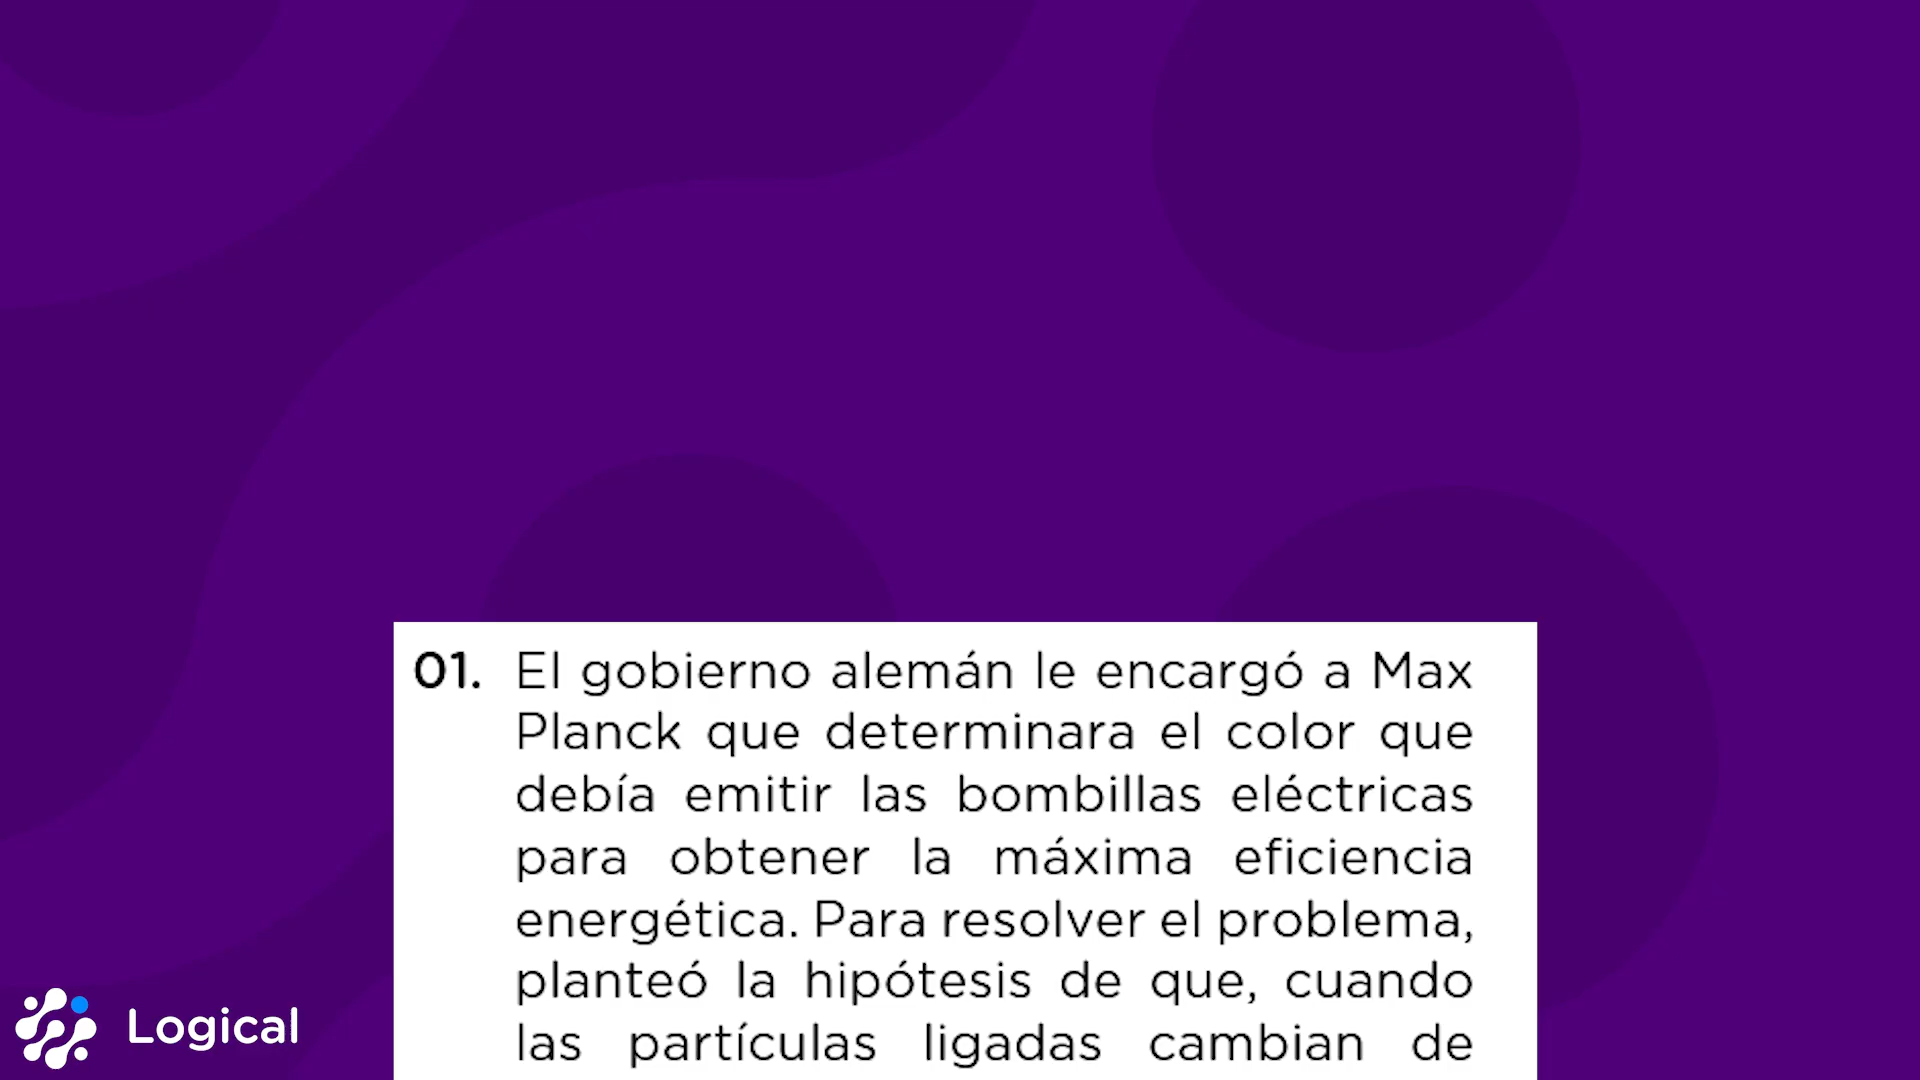 01. El gobierno alemán le encargó a Max
Planck que determinara el color que
debía emitir las bombillas eléctricas
para obtener la máxima eficiencia
energética. Para resolver el problema,
planteó la hipótesis de que, cuando
las partículas ligadas cambian de
Logical